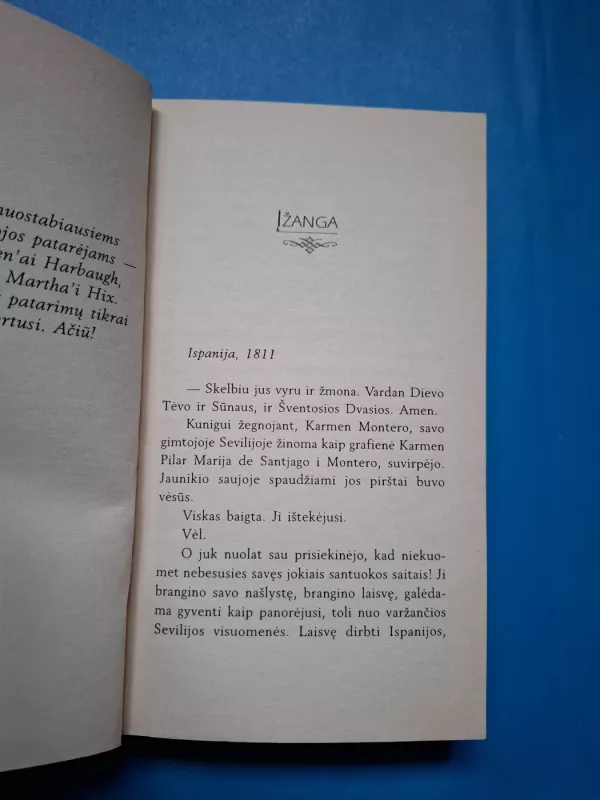 nuostabiausiems
jos patarėjams —
en'ai Harbaugh,
Martha'i Hix.
patarimų tikrai
rtusi. Ačiū!
ĮŽANGA
Ispanija, 1811
— Skelbiu jus vyru ir žmona. Vardan Dievo
Tėvo ir Sūnaus, ir Šventosios Dvasios. Amen.
Kunigui žegnojant, Karmen Montero, savo
gimtojoje Sevilijoje žinoma kaip grafienė Karmen
Pilar Marija de Santjago i Montero, suvirpėjo.
Jaunikio saujoje spaudžiami jos pirštai buvo
vėsūs.
Viskas baigta. Ji ištekėjusi.
Vėl.
O juk nuolat sau prisiekinėjo, kad niekuo-
met nebesusies savęs jokiais santuokos saitais! Ji
brangino savo našlystę, brangino laisvę, galėda-
ma gyventi kaip panorėjusi, toli nuo varžančios
Sevilijos visuomenės. Laisvę dirbti Ispanijos,